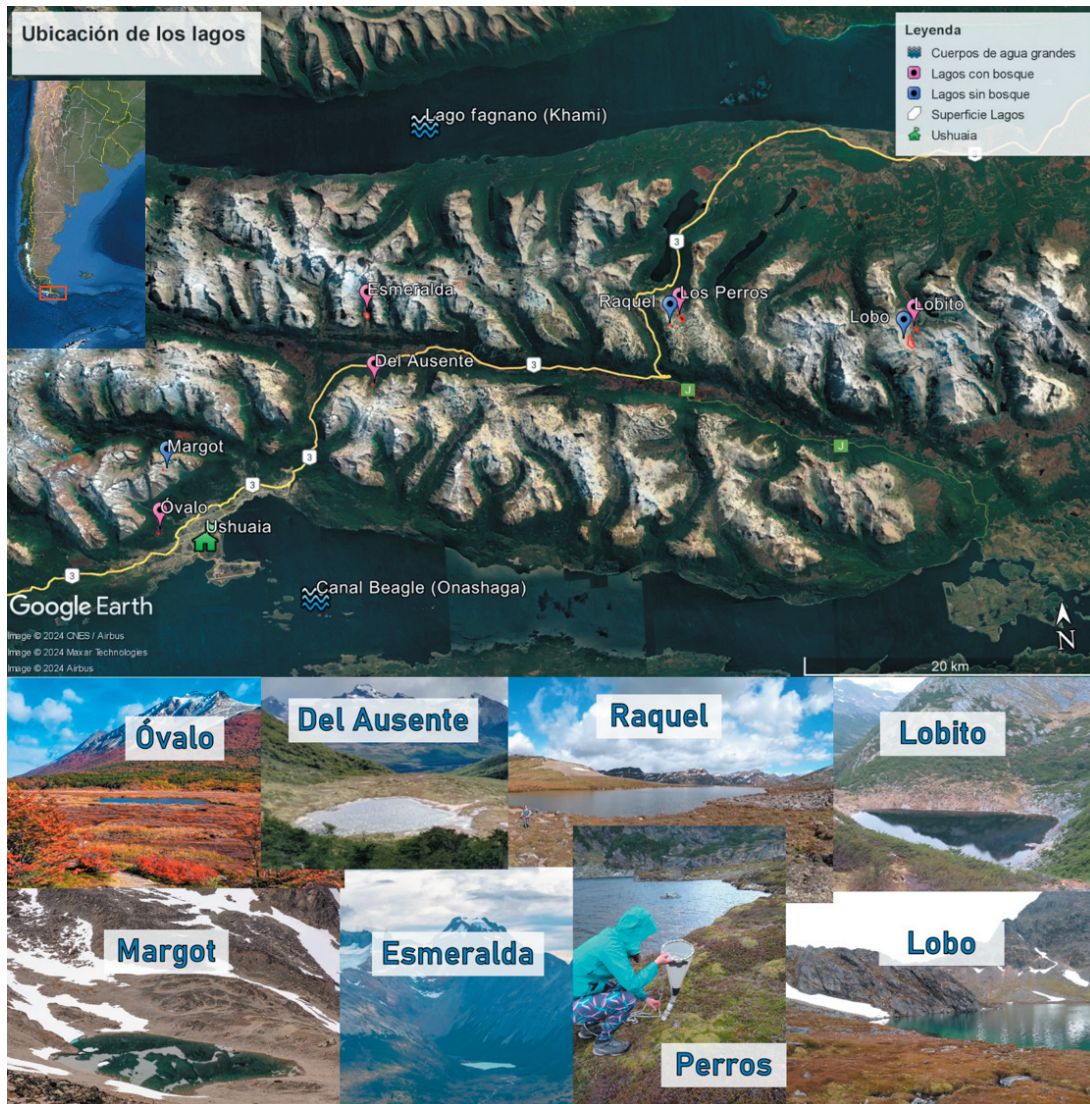 Ubicación de los lagos
Leyenda
Cuerpos de agua grandes
Lagos con bosque
Lagos sin bosque
Superficie Lagos
Ushuaia
Lago fagnano (Khami)
3
3
Esmeralda
Raquel
Los Perros
Lobo
Lobito
Del Ausente
3
J
J
Margot
3
3
Óvalo
Ushuaia
3
Canal Beagle (Onashaga)
Google Earth
Image © 2024 CNES / Airbus
Image © 2024 Maxar Technologies
Image © 2024 Airbus
N
20 km
Óvalo
Del Ausente
Raquel
Lobito
Margot
Esmeralda
Perros
Lobo